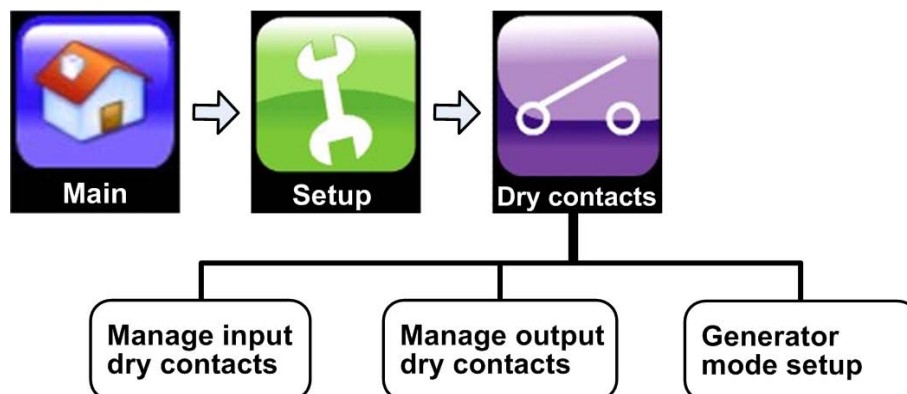 Main
Setup
Dry contacts
Manage input
dry contacts
Manage output
dry contacts
Generator
mode setup